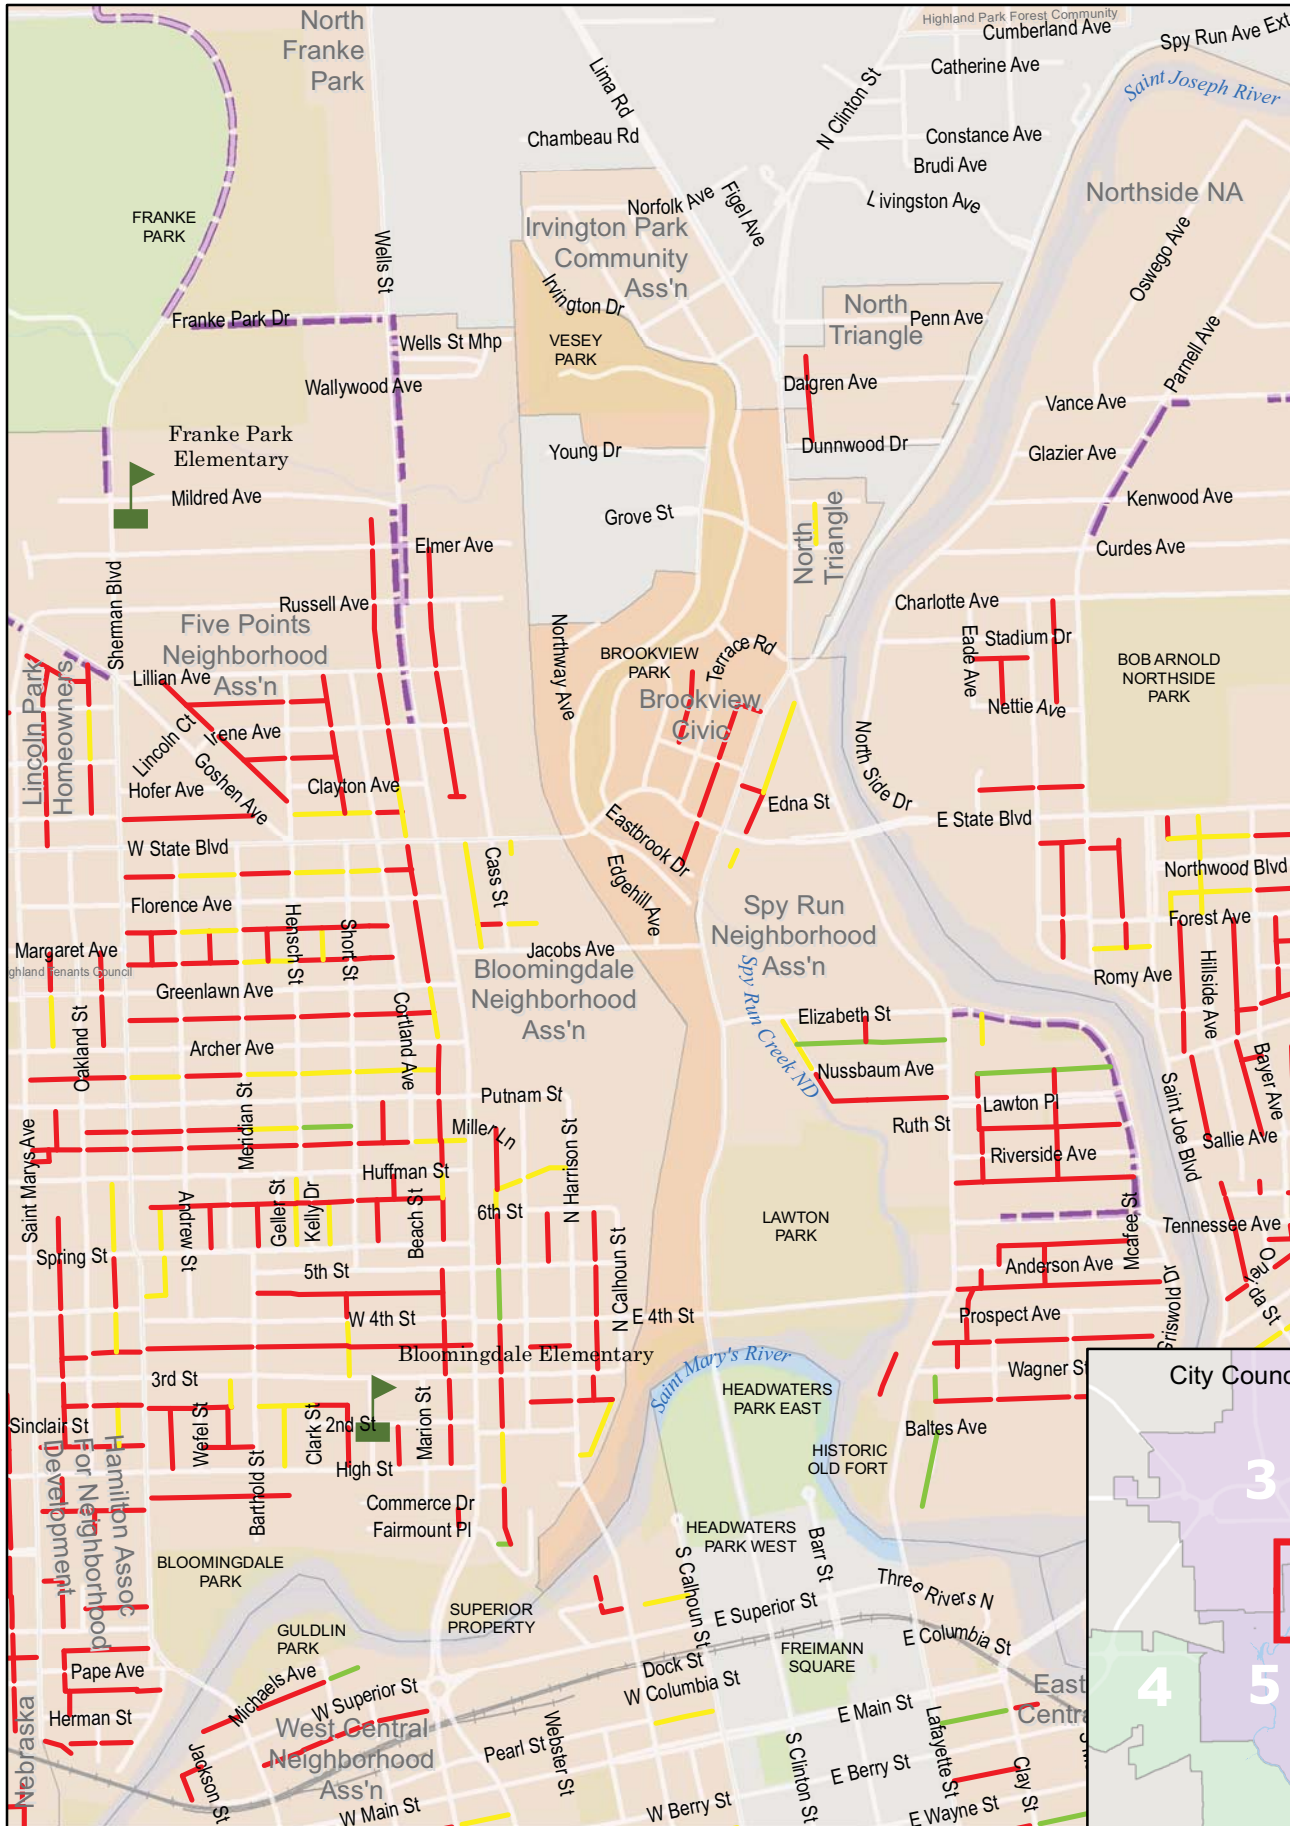 Highland Park Forest Community
North
Franke
Park
Cumberland Ave
Spy Run Ave Ext
Lima Rd
N Clinton St
Catherine Ave
Saint Joseph River
Chambeau Rd
Constance Ave
Brudi Ave
Livingston Ave
Northside NA
FRANKE
PARK
Norfolk Ave
Figel Ave
Irvington Park
Community
Ass'n
Wells St
Oswego Ave
Irvington Dr
North
Triangle
Penn Ave
Franke Park Dr
Wells St Mhp
VESEY
PARK
Parnell Ave
Wallywood Ave
Dalgren Ave
Vance Ave
Franke Park
Elementary
Young Dr
Dunnwood Dr
Glazier Ave
Mildred Ave
Grove St
Kenwood Ave
North
Triangle
Elmer Ave
Curdes Ave
Sherman Blvd
Russell Ave
Charlotte Ave
Five Points
Neighborhood
Ass'n
Northway Ave
BROOKVIEW
PARK
Terrace Rd
Eade Ave
Stadium Dr
BOB ARNOLD
NORTHSIDE
PARK
Lincoln Park
Homeowners
Lillian Ave
Brookview
Civic
Nettie Ave
Lincoln Ct
Irene Ave
North Side Dr
Goshen Ave
Hofer Ave
Clayton Ave
Edna St
E State Blvd
Eastbrook Dr
W State Blvd
Cass St
Edgehill Ave
Northwood Blvd
Florence Ave
Hensch St
Short St
Spy Run
Neighborhood
Ass'n
Forest Ave
Margaret Ave
Jacobs Ave
ghland Tenants Council
Bloomingdale
Neighborhood
Ass'n
Spy Run Creek ND
Romy Ave
Hillside Ave
Greenlawn Ave
Oakland St
Cortland Ave
Elizabeth St
Archer Ave
Nussbaum Ave
Bayer Ave
Putnam St
Lawton Pl
Saint Joe Blvd
Saint Marys Ave
Meridian St
Miller Ln
N Harrison St
Ruth St
Sallie Ave
Huffman St
Riverside Ave
Andrew St
Geller St
Kelly Dr
Beach St
6th St
LAWTON
PARK
Mcafee St
Tennessee Ave
Spring St
5th St
N Calhoun St
Anderson Ave
Oneida St
W 4th St
E 4th St
Prospect Ave
Griswold Dr
Bloomingdale Elementary
Saint Mary's River
Wagner St
3rd St
HEADWATERS
PARK EAST
City Counc
Sinclair St
Wefel St
Clark St
2nd St
Marion St
Baltes Ave
Hamilton Assoc
For Neighborhood
Development
Barthold St
High St
HISTORIC
OLD FORT
3
Commerce Dr
Fairmount Pl
HEADWATERS
PARK WEST
Barr St
BLOOMINGDALE
PARK
S Calhoun St
Three Rivers N
SUPERIOR
PROPERTY
E Superior St
GULDLIN
PARK
E Columbia St
FREIMANN
SQUARE
Pape Ave
Michaels Ave
Dock St
W Superior St
W Columbia St
4
5
East
Centra
Herman St
Nebraska
West Central
Neighborhood
Ass'n
E Main St
Lafayette St
Webster St
Pearl St
S Clinton St
Jackson St
E Berry St
Clay St
W Main St
W Berry St
E Wayne St